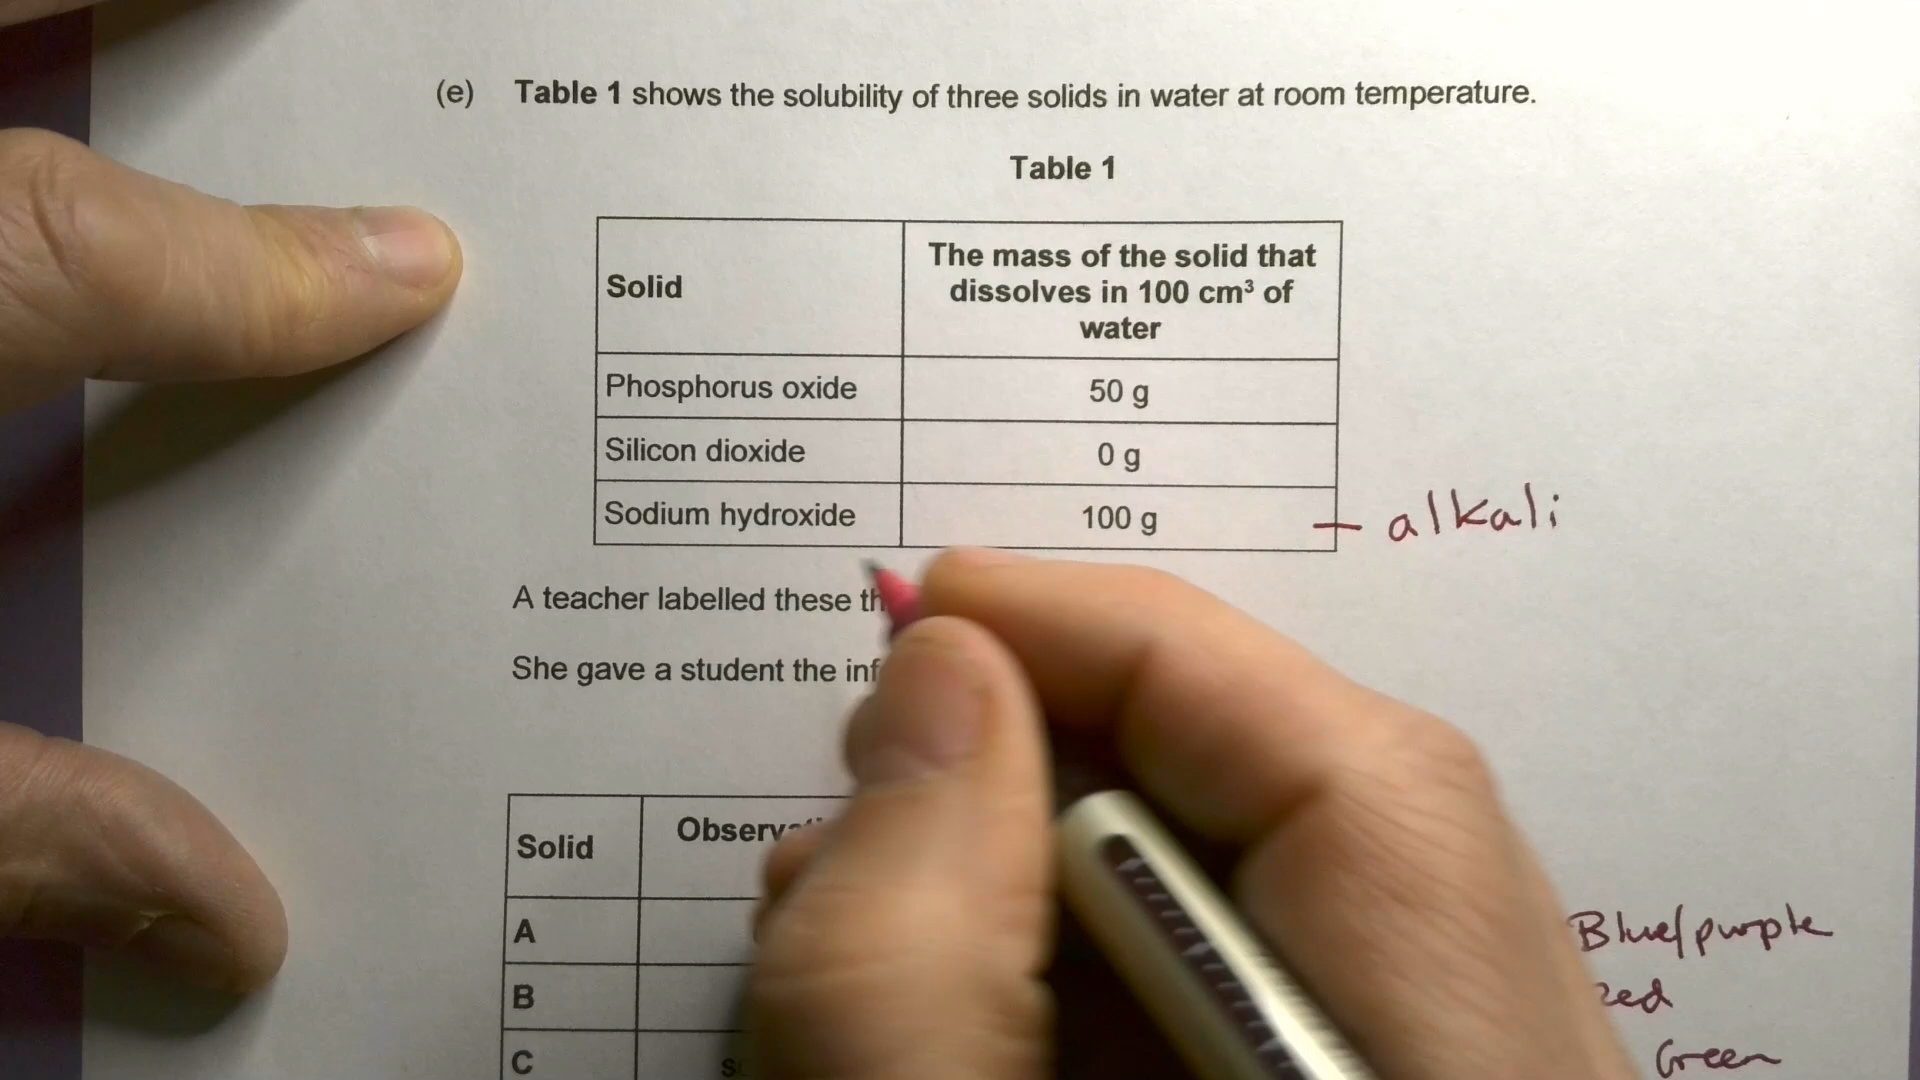 (e) Table 1 shows the solubility of three solids in water at room temperature.
Table 1
Solid
The mass of the solid that
dissolves in 100 cm³ of
water
Phosphorus oxide 50 g
Silicon dioxide 0 g
Sodium hydroxide 100 g — alkali
A teacher labelled these
She gave a student the
Solid
A Blue/purple
B Red
C Green